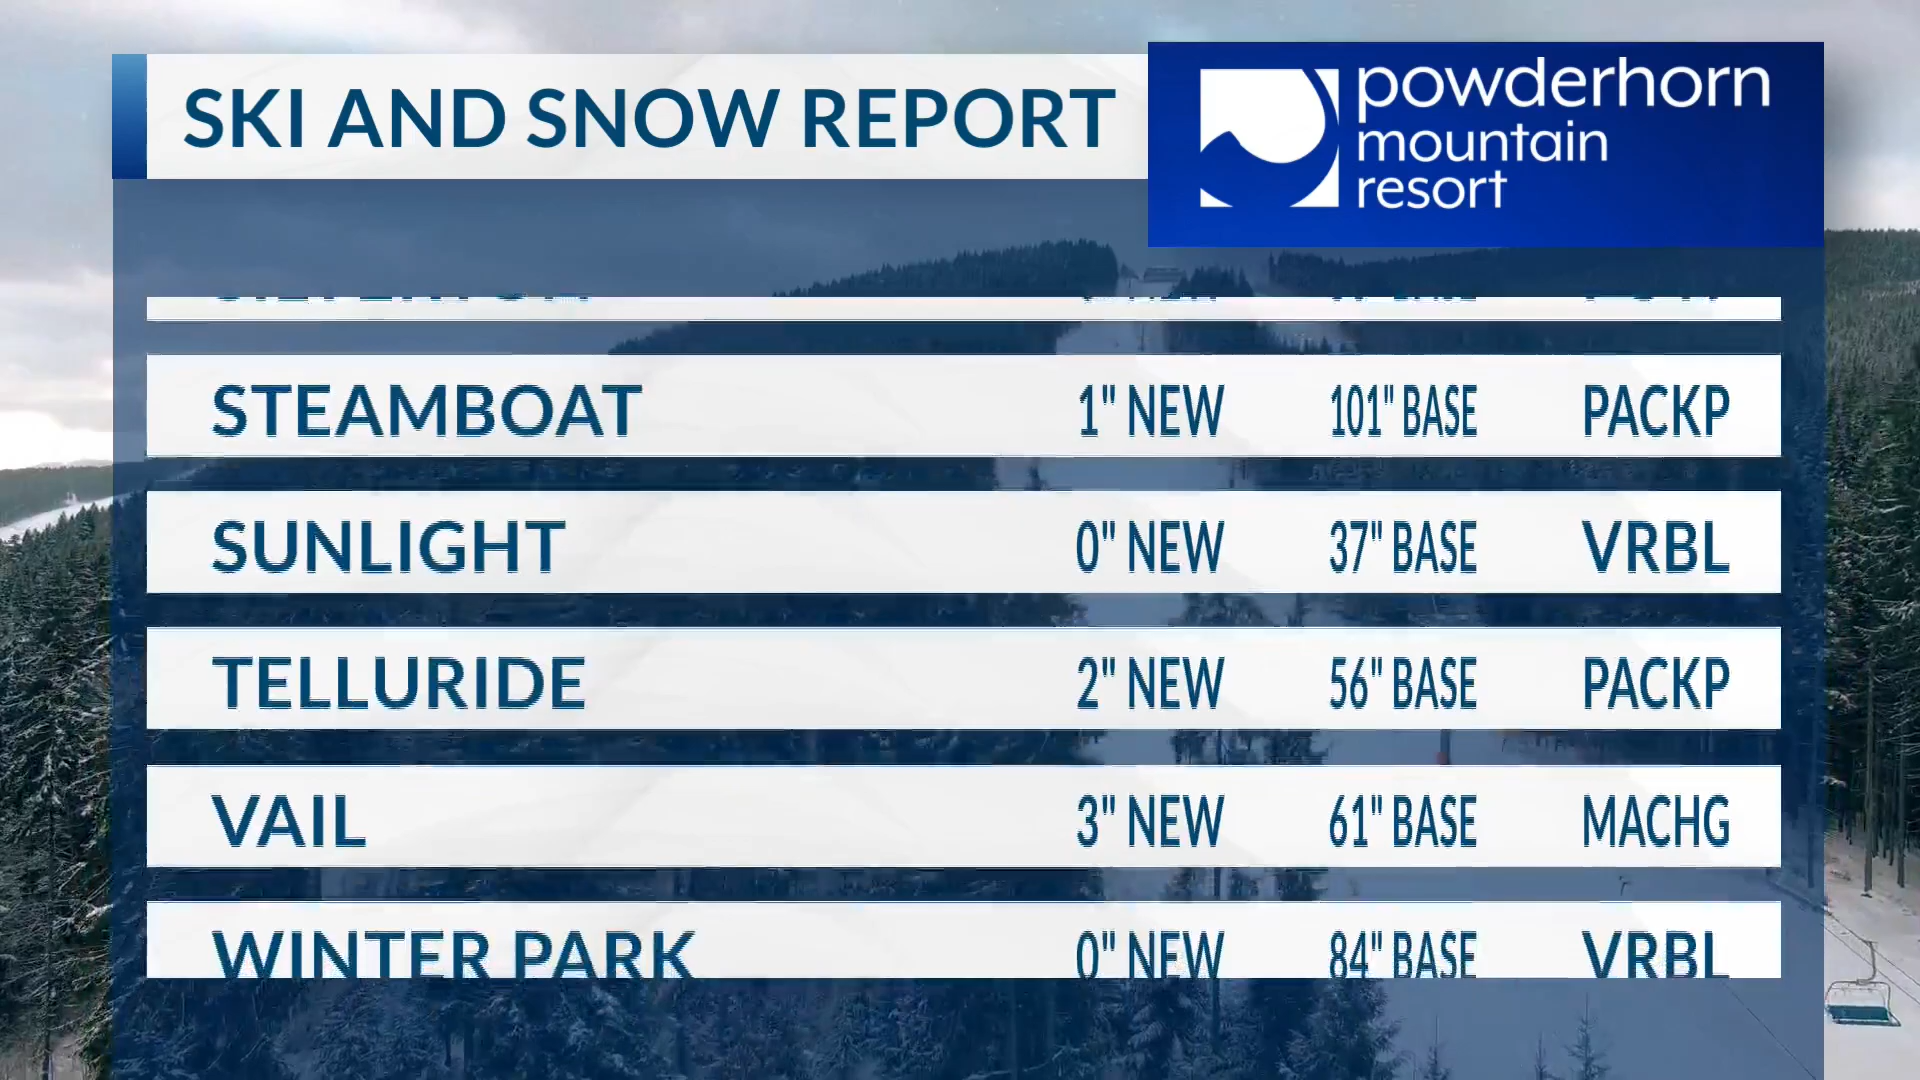 SKI AND SNOW REPORT
powderhorn
mountain
resort
STEAMBOAT 1" NEW 101" BASE PACKP
SUNLIGHT 0" NEW 37" BASE VRBL
TELLURIDE 2" NEW 56" BASE PACKP
VAIL 3" NEW 61" BASE MACHG
WINTER PARK 0" NEW 84" BASE VRBL